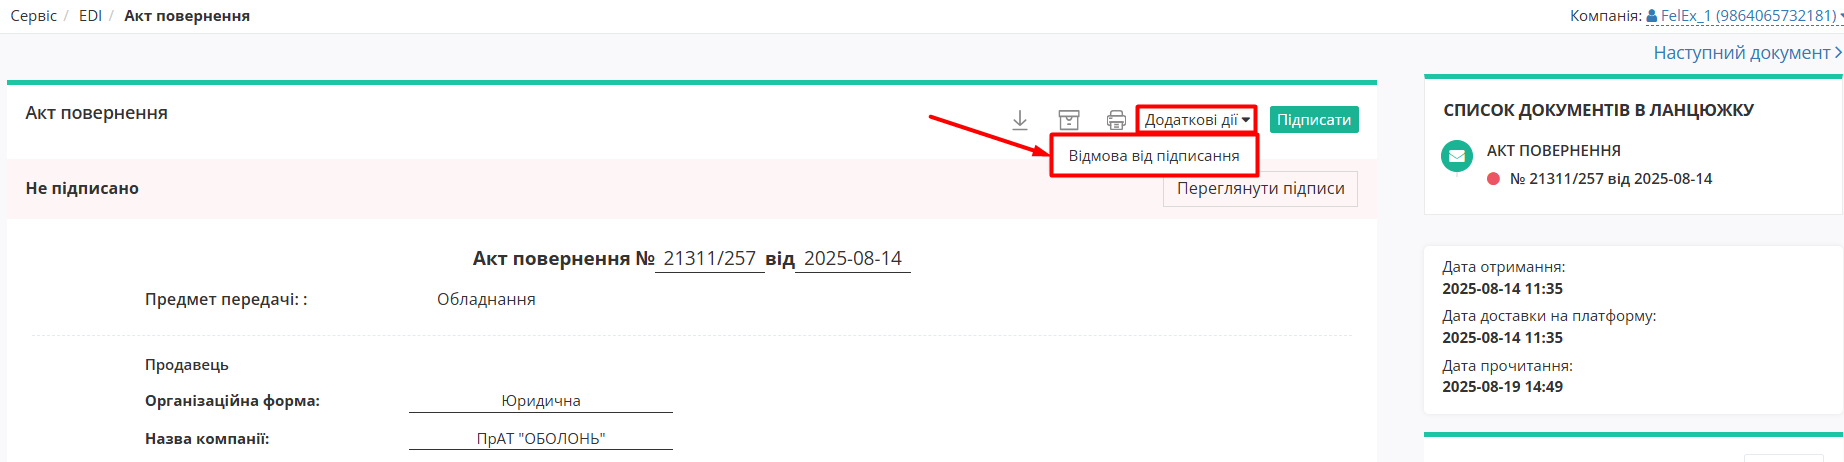 Сервіс / EDI / Акт повернення
Компанія: FelEx_1 (9864065732181)
Наступний документ
Акт повернення
Додаткові дії
Підписати
Відмова від підписання
Не підписано
Переглянути підписи
Акт повернення № 21311/257 від 2025-08-14
Предмет передачі: : Обладнання
Продавець
Організаційна форма: Юридична
Назва компанії: ПрАТ "ОБОЛОНЬ"
СПИСОК ДОКУМЕНТІВ В ЛАНЦЮЖКУ
АКТ ПОВЕРНЕННЯ
№ 21311/257 від 2025-08-14
Дата отримання:
2025-08-14 11:35
Дата доставки на платформу:
2025-08-14 11:35
Дата прочитання:
2025-08-19 14:49